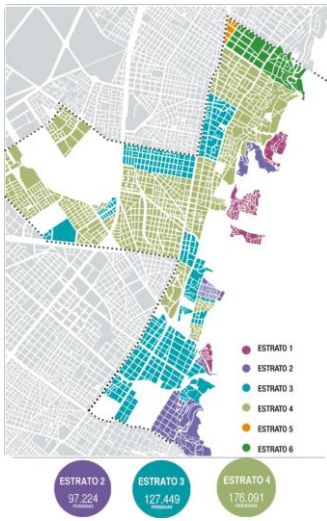 ESTRATO 1
ESTRATO 2
ESTRATO 3
ESTRATO 4
ESTRATO 5
ESTRATO 6
ESTRATO 2
97.224
PERSONAS
ESTRATO 3
127.449
PERSONAS
ESTRATO 4
176.091
PERSONAS